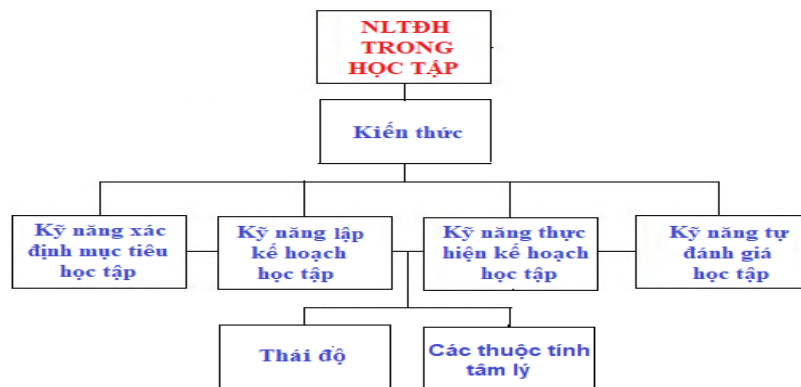 NLTĐH
TRONG
HỌC TẬP
Kiến thức
Kỹ năng xác
định mục tiêu
học tập
Kỹ năng lập
kế hoạch
học tập
Kỹ năng thực
hiện kế hoạch
học tập
Kỹ năng tự
đánh giá
học tập
Thái độ
Các thuộc tính
tâm lý